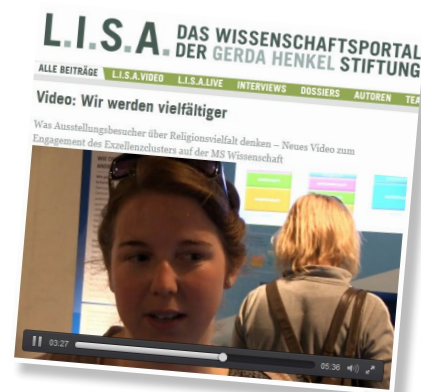 L.I.S.A. DAS WISSENSCHAFTSPORTAL
DER GERDA HENKEL STIFTUNG
ALLE BEITRÄGE L.I.S.A.VIDEO L.I.S.A.LIVE INTERVIEWS DOSSIERS AUTOREN TEA
Video: Wir werden vielfältiger
Was Ausstellungsbesucher über Religionsvielfalt denken – Neues Video zum
Engagement des Exzellenzclusters auf der MS Wissenschaft
03:27 05:36